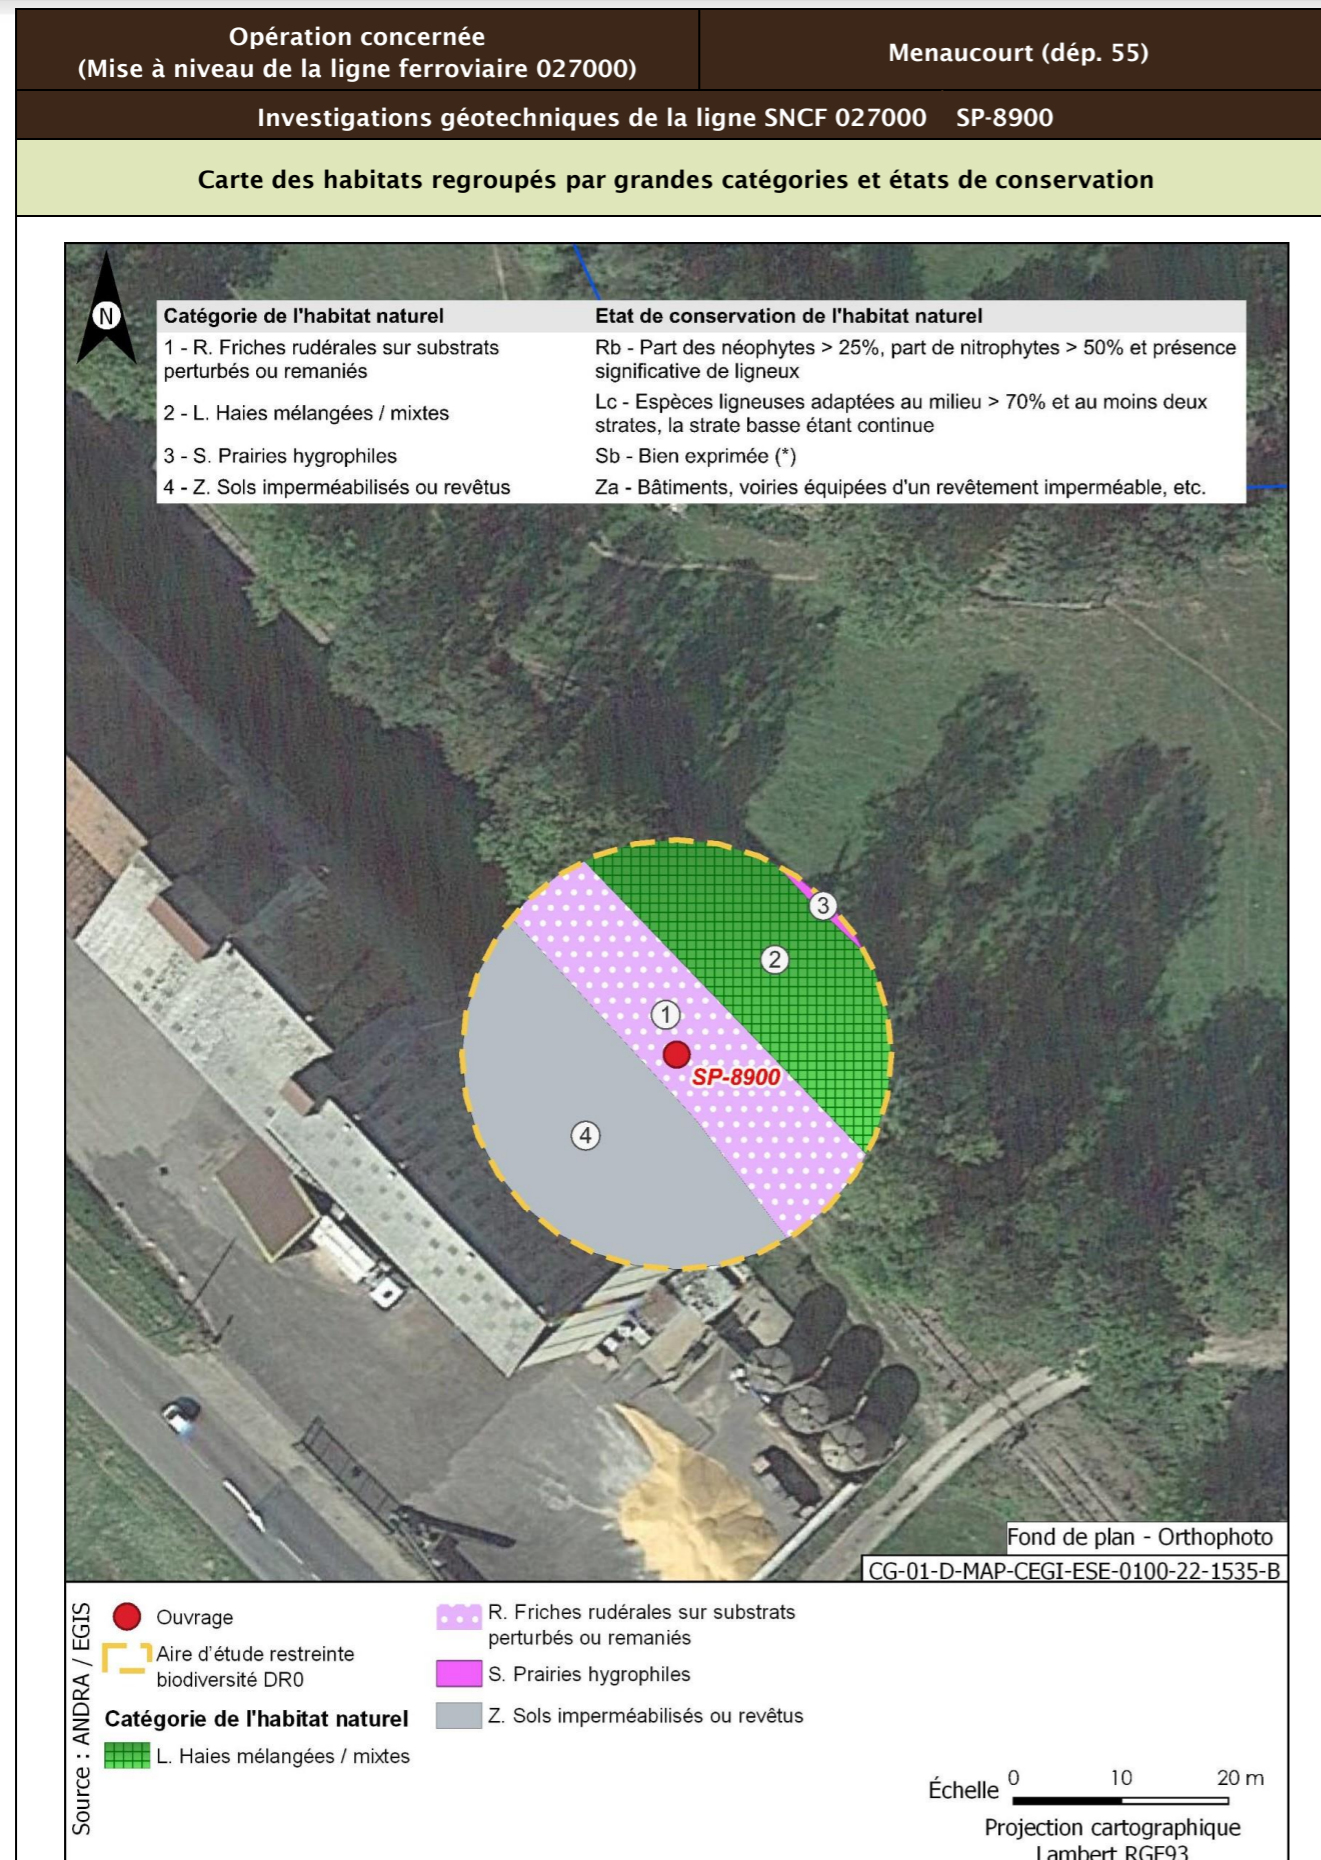 Opération concernée
(Mise à niveau de la ligne ferroviaire 027000)
Menaucourt (dép. 55)
Investigations géotechniques de la ligne SNCF 027000 SP-8900
Carte des habitats regroupés par grandes catégories et états de conservation
N
Catégorie de l'habitat naturel
Etat de conservation de l'habitat naturel
1 - R. Friches rudérales sur substrats
perturbés ou remaniés
Rb - Part des néophytes > 25%, part de nitrophytes > 50% et présence
significative de ligneux
2 - L. Haies mélangées / mixtes
Lc - Espèces ligneuses adaptées au milieu > 70% et au moins deux
strates, la strate basse étant continue
3 - S. Prairies hygrophiles
Sb - Bien exprimée (*)
4 - Z. Sols imperméabilisés ou revêtus
Za - Bâtiments, voiries équipées d'un revêtement imperméable, etc.
3
2
1
SP-8900
4
Fond de plan - Orthophoto
CG-01-D-MAP-CEGI-ESE-0100-22-1535-B
Source : ANDRA / EGIS
Ouvrage
Aire d'étude restreinte
biodiversité DR0
Catégorie de l'habitat naturel
L. Haies mélangées / mixtes
R. Friches rudérales sur substrats
perturbés ou remaniés
S. Prairies hygrophiles
Z. Sols imperméabilisés ou revêtus
Échelle 0 10 20 m
Projection cartographique
Lambert RGF93